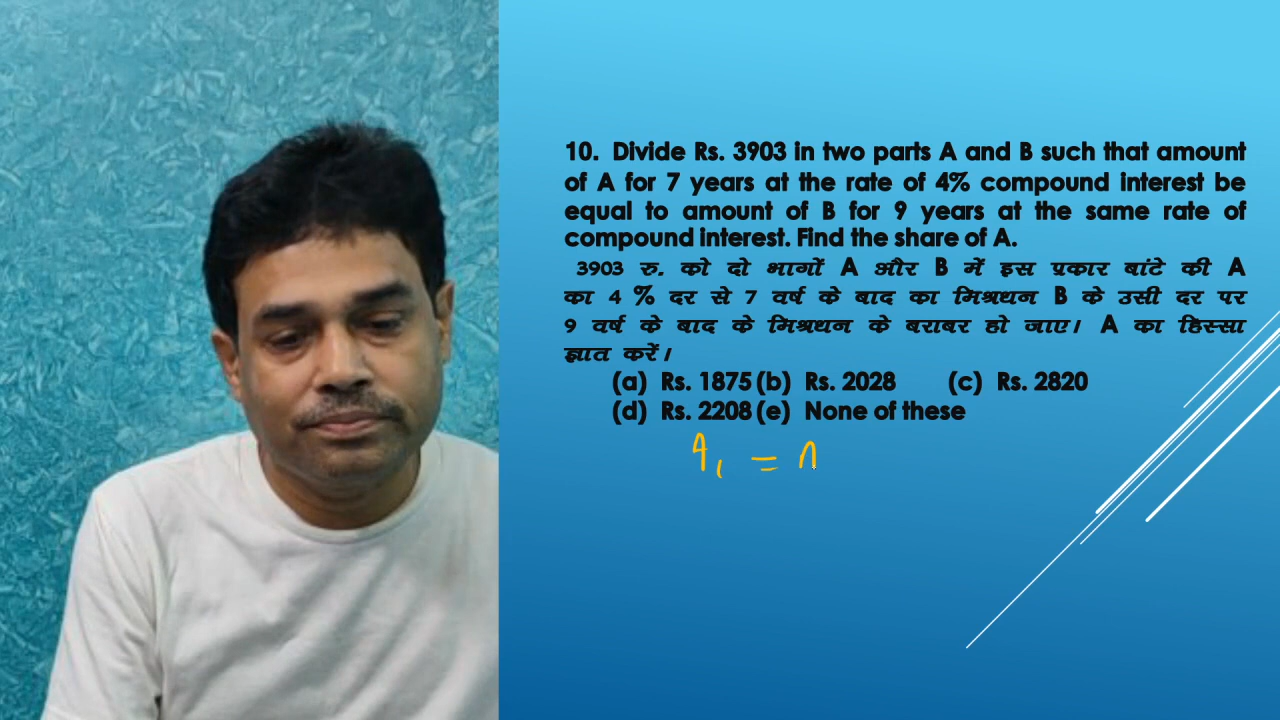 10. Divide Rs. 3903 in two parts A and B such that amount
of A for 7 years at the rate of 4% compound interest be
equal to amount of B for 9 years at the same rate of
compound interest. Find the share of A.
3903 रु. को दो भागों A और B में इस प्रकार बांटे की A
का 4 % दर से 7 वर्ष के बाद का मिश्रधन B के उसी दर पर
9 वर्ष के बाद के मिश्रधन के बराबर हो जाए। A का हिस्सा
ज्ञात करें।
(a) Rs. 1875 (b) Rs. 2028 (c) Rs. 2820
(d) Rs. 2208 (e) None of these
A₁ =